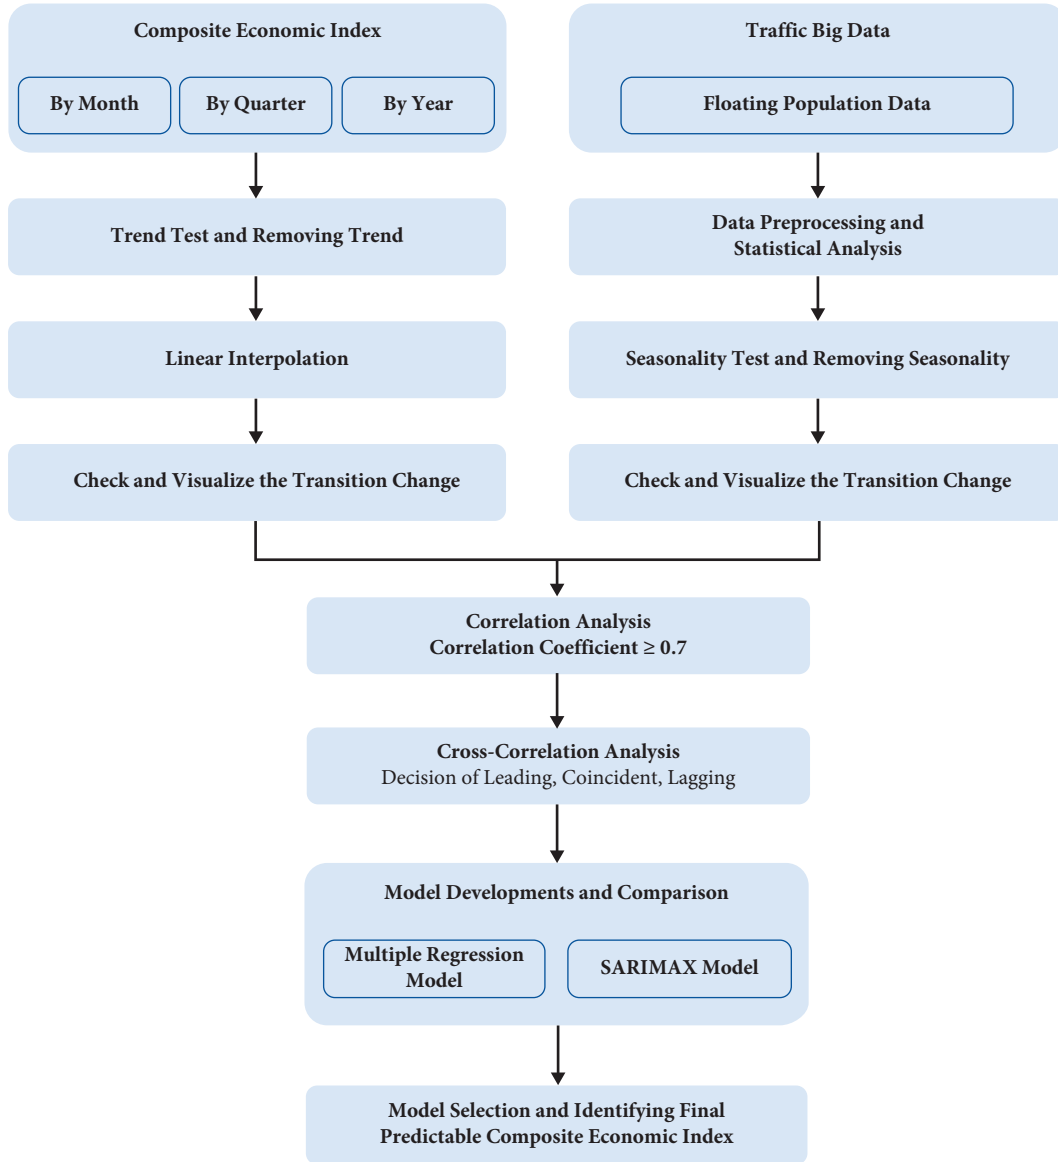 Composite Economic Index
By Month
By Quarter
By Year
Trend Test and Removing Trend
Linear Interpolation
Check and Visualize the Transition Change
Traffic Big Data
Floating Population Data
Data Preprocessing and
Statistical Analysis
Seasonality Test and Removing Seasonality
Check and Visualize the Transition Change
Correlation Analysis
Correlation Coefficient ≥ 0.7
Cross-Correlation Analysis
Decision of Leading, Coincident, Lagging
Model Developments and Comparison
Multiple Regression
Model
SARIMAX Model
Model Selection and Identifying Final
Predictable Composite Economic Index